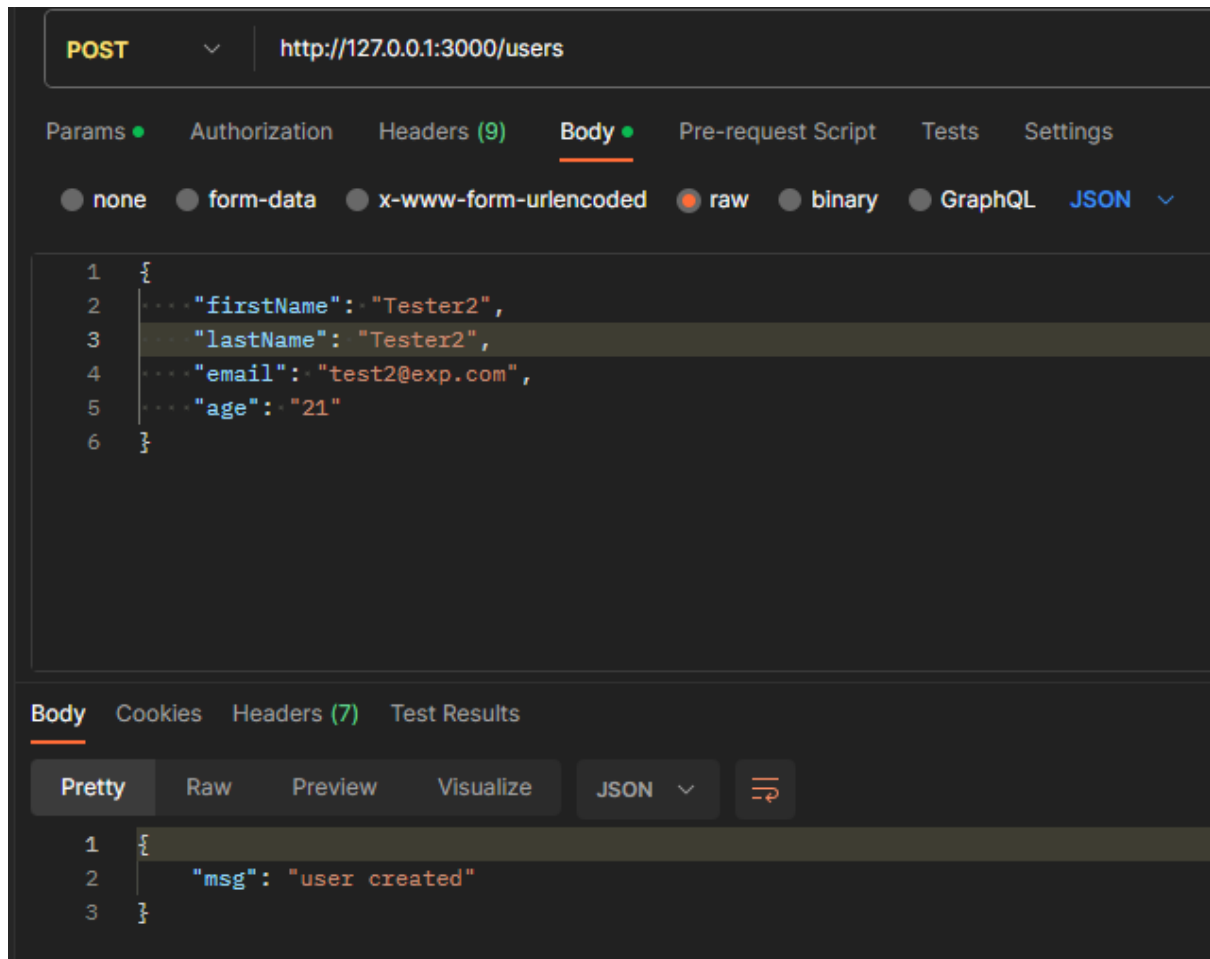 POST http://127.0.0.1:3000/users
Params Authorization Headers (9) Body Pre-request Script Tests Settings
none form-data x-www-form-urlencoded raw binary GraphQL JSON
1 {
2 "firstName": "Tester2",
3 "lastName": "Tester2",
4 "email": "test2@exp.com",
5 "age": "21"
6 }
Body Cookies Headers (7) Test Results
Pretty Raw Preview Visualize JSON
1 {
2 "msg": "user created"
3 }